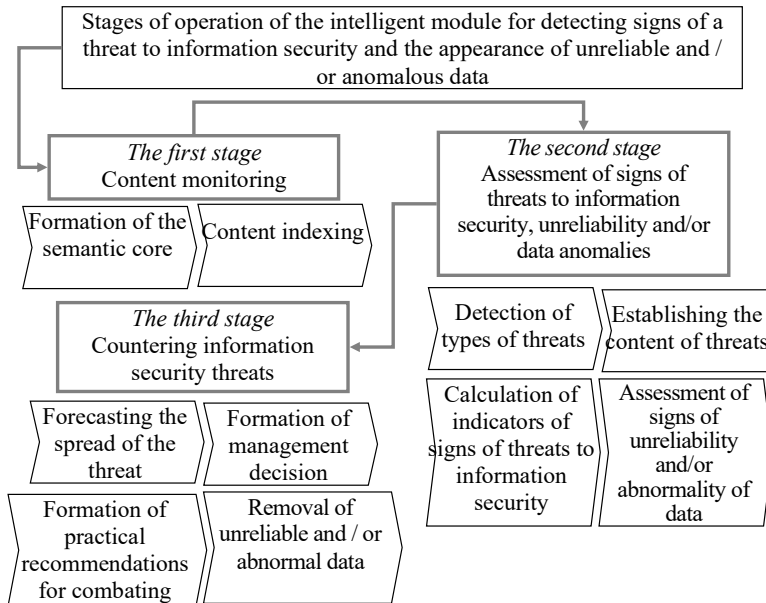 Stages of operation of the intelligent module for detecting signs of a
threat to information security and the appearance of unreliable and /
or anomalous data
The first stage
Content monitoring
Formation of the
semantic core
Content indexing
The second stage
Assessment of signs of
threats to information
security, unreliability and/or
data anomalies
Detection of
types of threats
Establishing the
content of threats
Calculation of
indicators of
signs of threats to
information
security
Assessment of
signs of
unreliability
and/or
abnormality of
data
The third stage
Countering information
security threats
Forecasting the
spread of the
threat
Formation of
management
decision
Formation of
practical
recommendations
for combating
Removal of
unreliable and / or
abnormal data